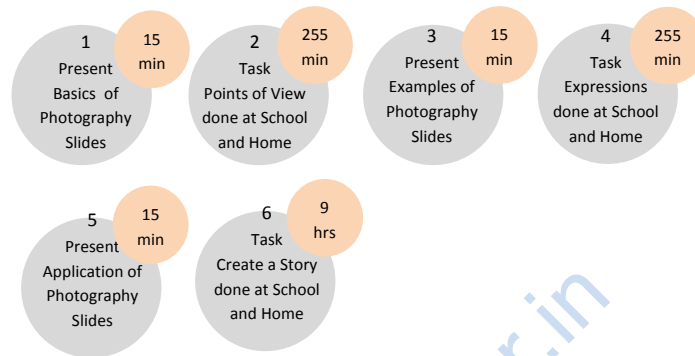 1
Present
Basics of
Photography
Slides
15
min
2
Task
Points of View
done at School
and Home
255
min
3
Present
Examples of
Photography
Slides
15
min
4
Task
Expressions
done at School
and Home
255
min
5
Present
Application of
Photography
Slides
15
min
6
Task
Create a Story
done at School
and Home
9
hrs
r.in